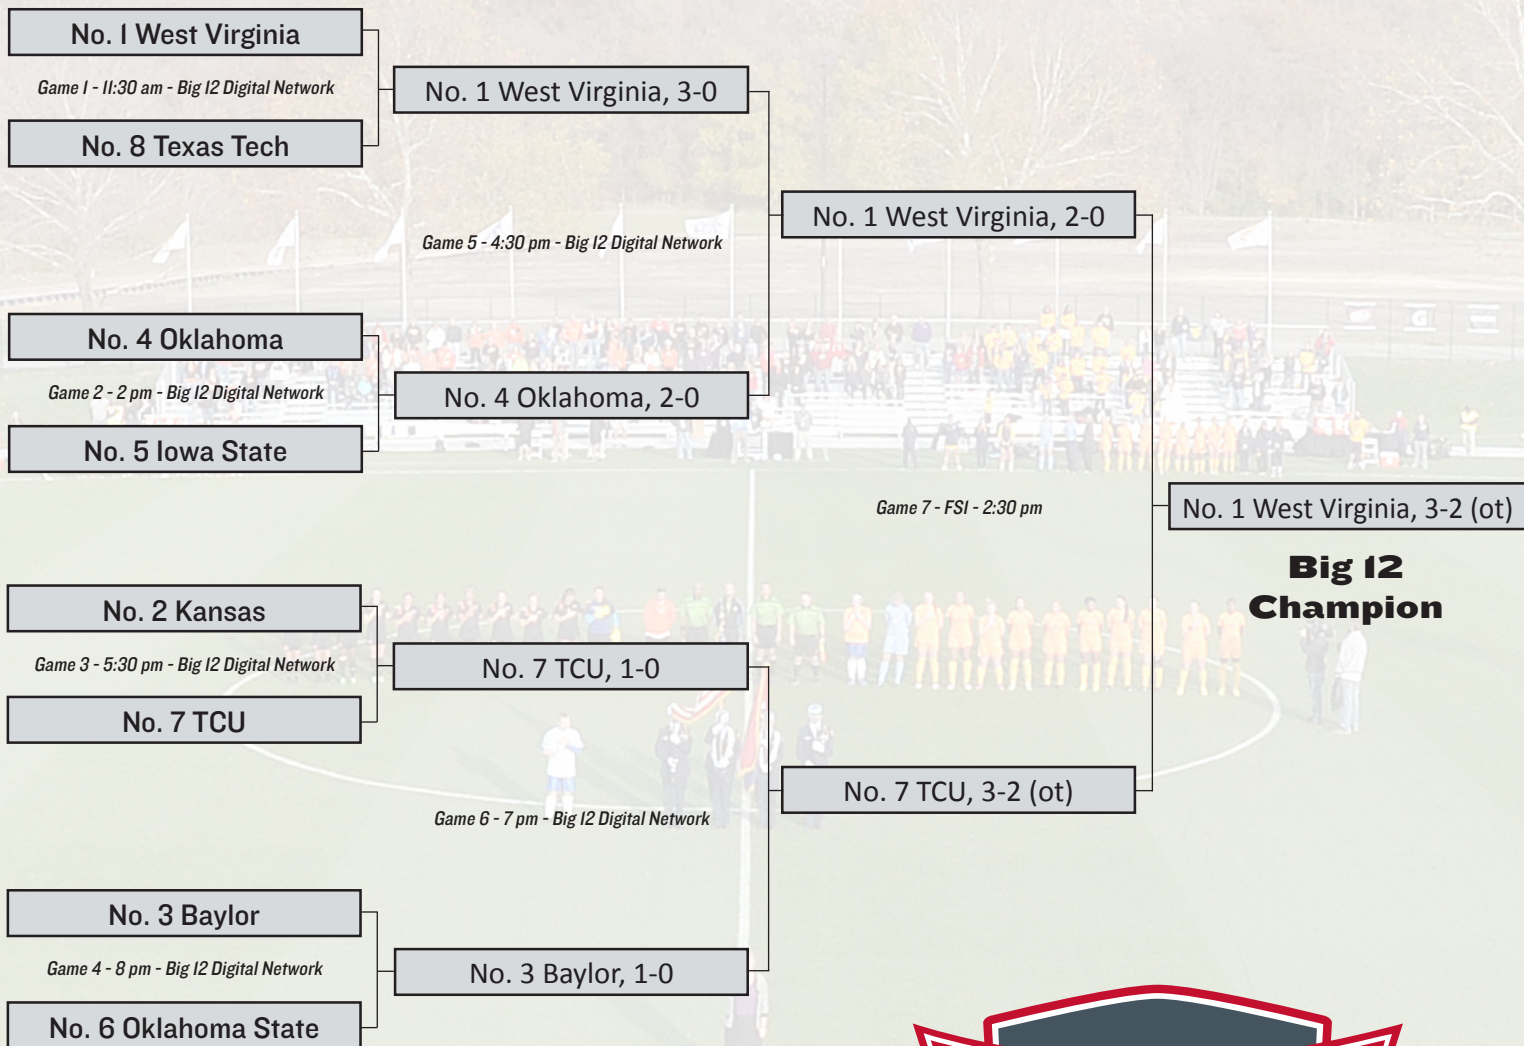 No. 1 West Virginia
Game 1 - 11:30 am - Big 12 Digital Network
No. 8 Texas Tech
No. 1 West Virginia, 3-0
Game 5 - 4:30 pm - Big 12 Digital Network
No. 4 Oklahoma
Game 2 - 2 pm - Big 12 Digital Network
No. 5 Iowa State
No. 4 Oklahoma, 2-0
No. 1 West Virginia, 2-0
Game 7 - FS1 - 2:30 pm
No. 1 West Virginia, 3-2 (ot)
Big 12
Champion
No. 2 Kansas
Game 3 - 5:30 pm - Big 12 Digital Network
No. 7 TCU
No. 7 TCU, 1-0
Game 6 - 7 pm - Big 12 Digital Network
No. 7 TCU, 3-2 (ot)
No. 3 Baylor
Game 4 - 8 pm - Big 12 Digital Network
No. 6 Oklahoma State
No. 3 Baylor, 1-0